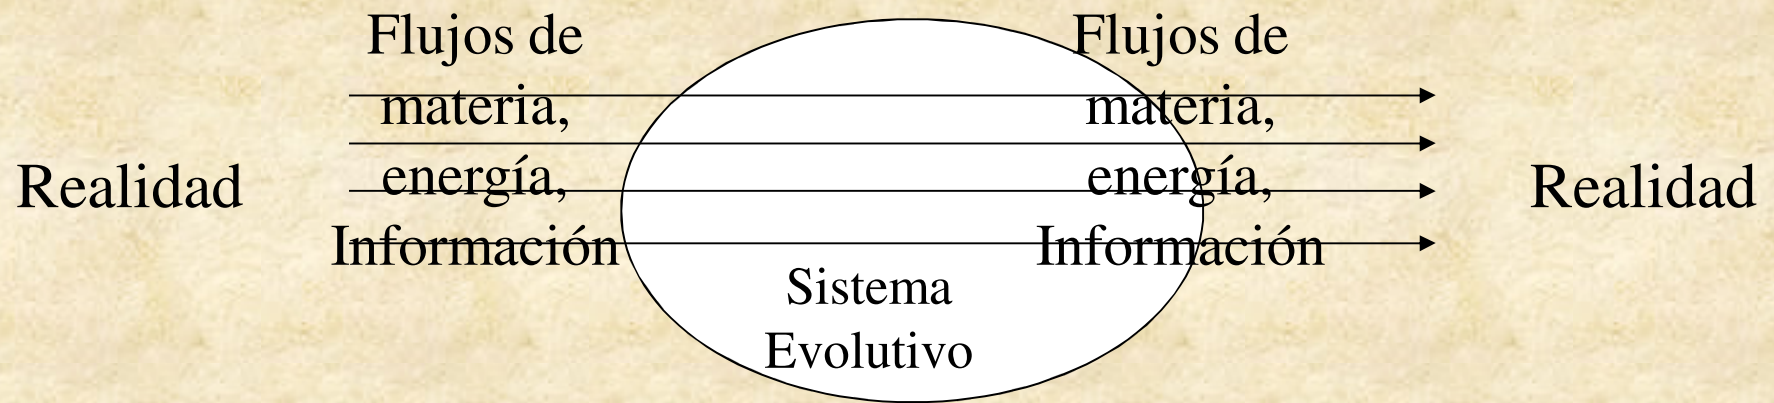 Realidad
Flujos de
materia,
energía,
Información
Sistema
Evolutivo
Flujos de
materia,
energía,
Información
Realidad